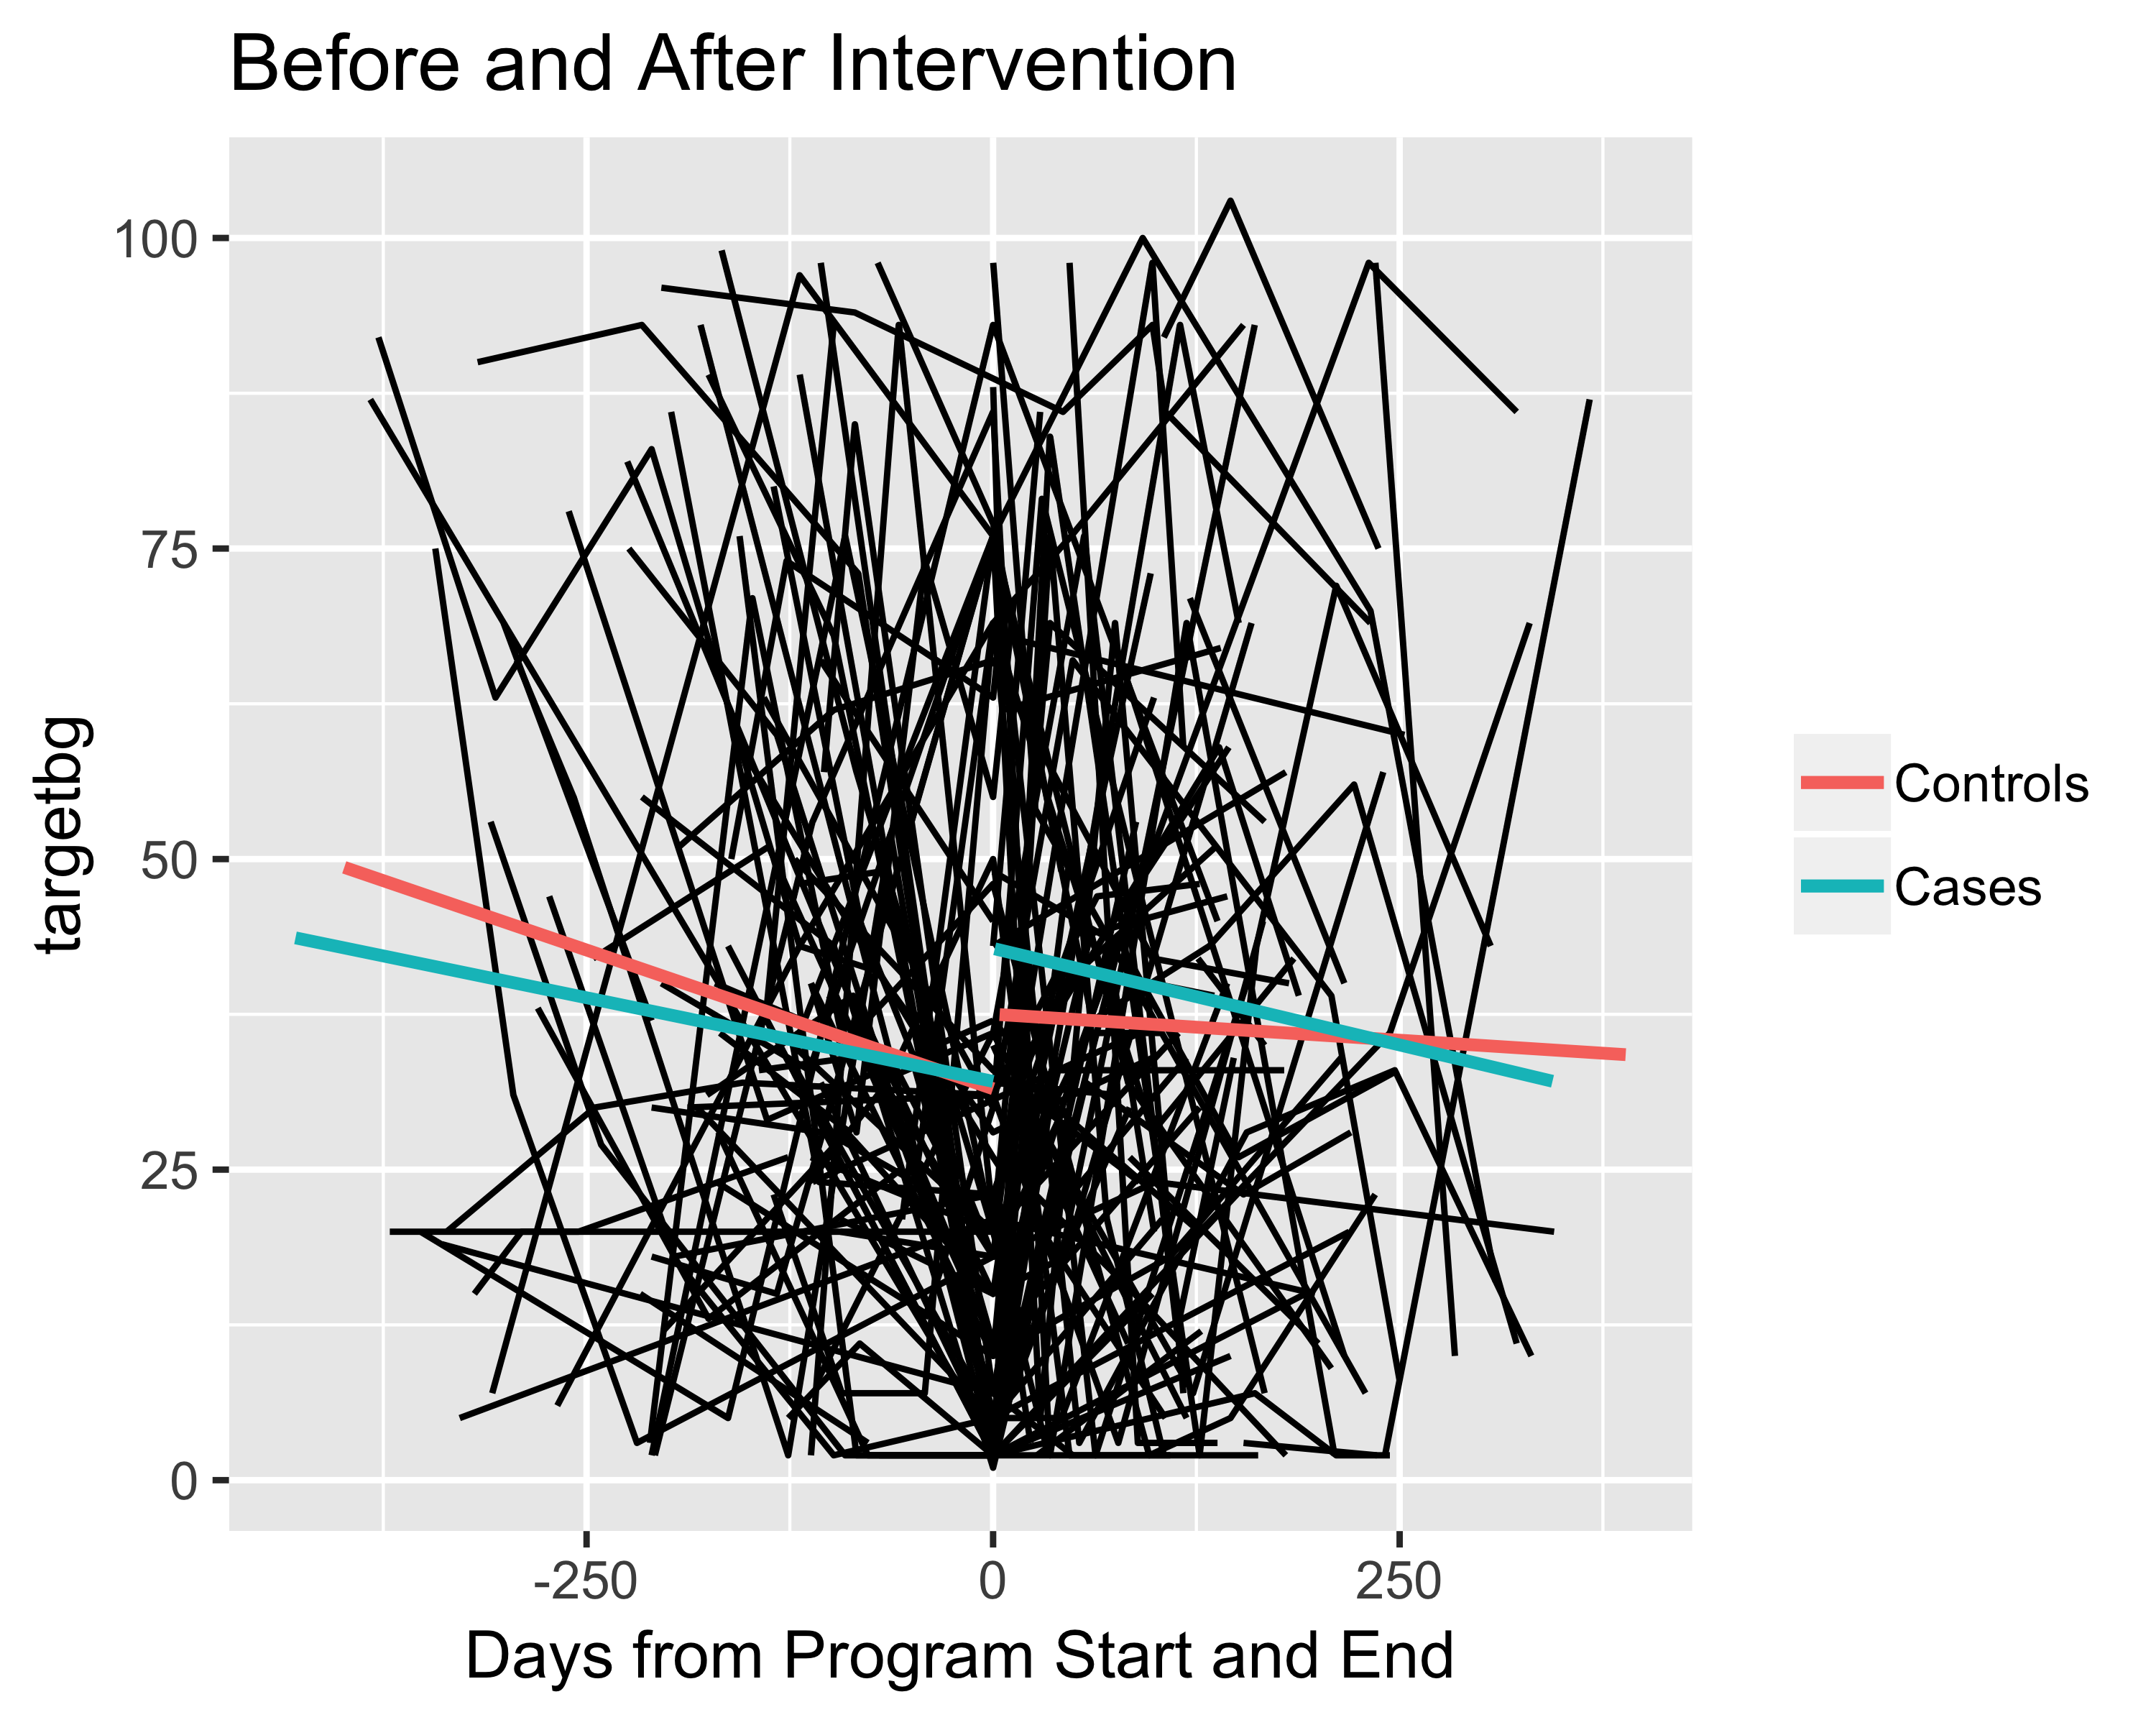 Before and After Intervention
targetbg
100
75
50
25
0
-250
0
250
Days from Program Start and End
Controls
Cases